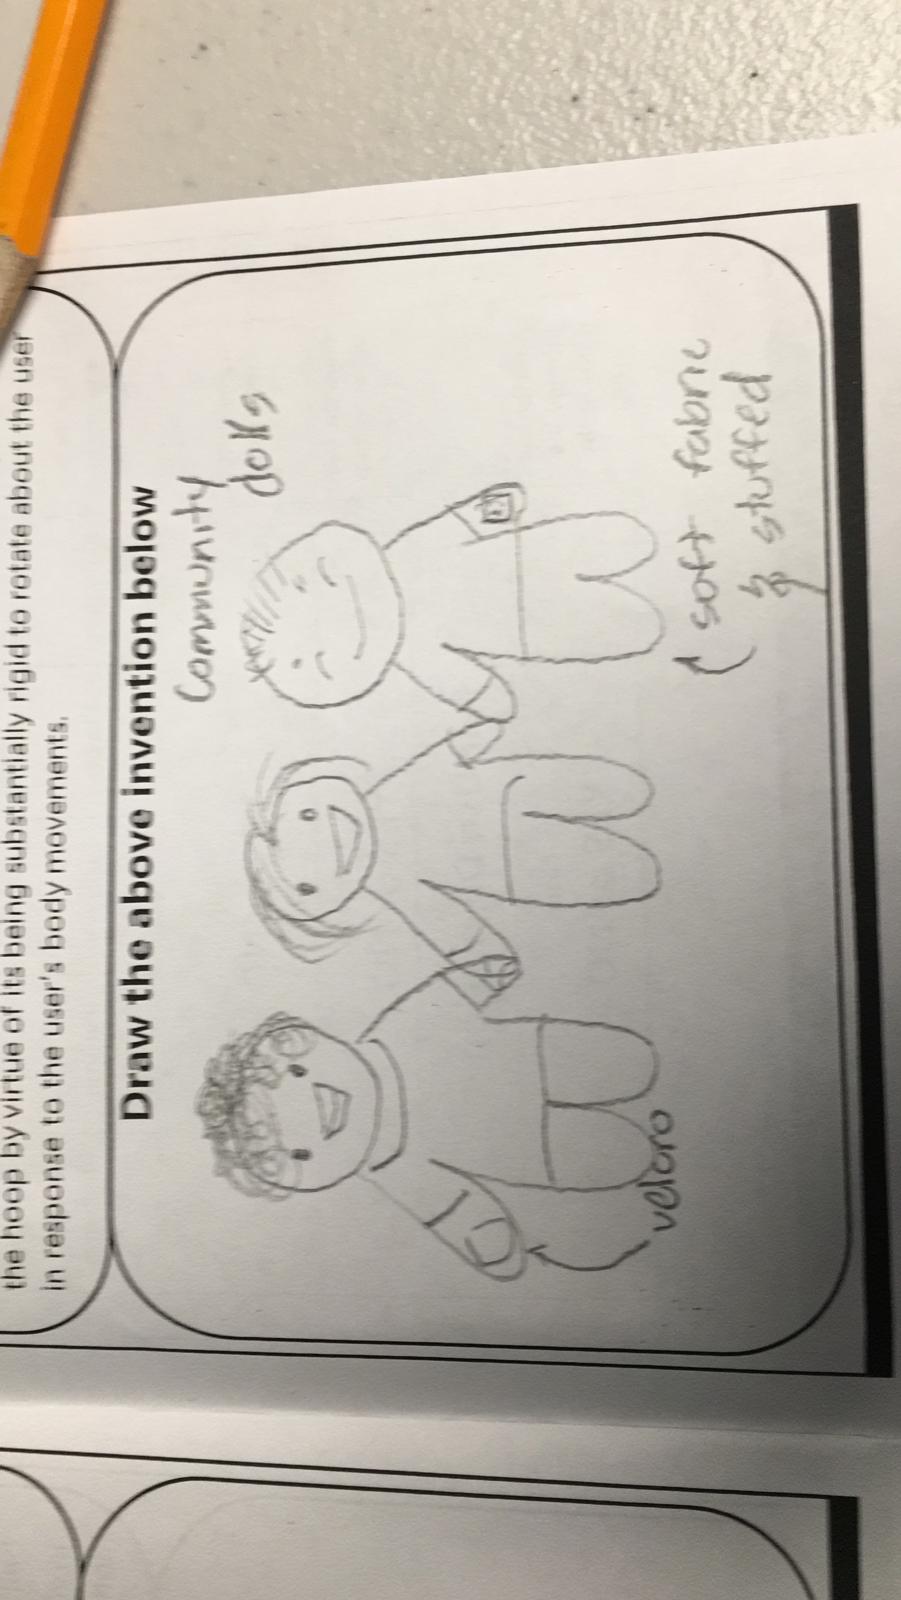 the hoop by virtue of its being substantially rigid to rotate about the user
in response to the user's body movements.
Draw the above invention below
Community
dolls
velcro
soft fabric
& stuffed